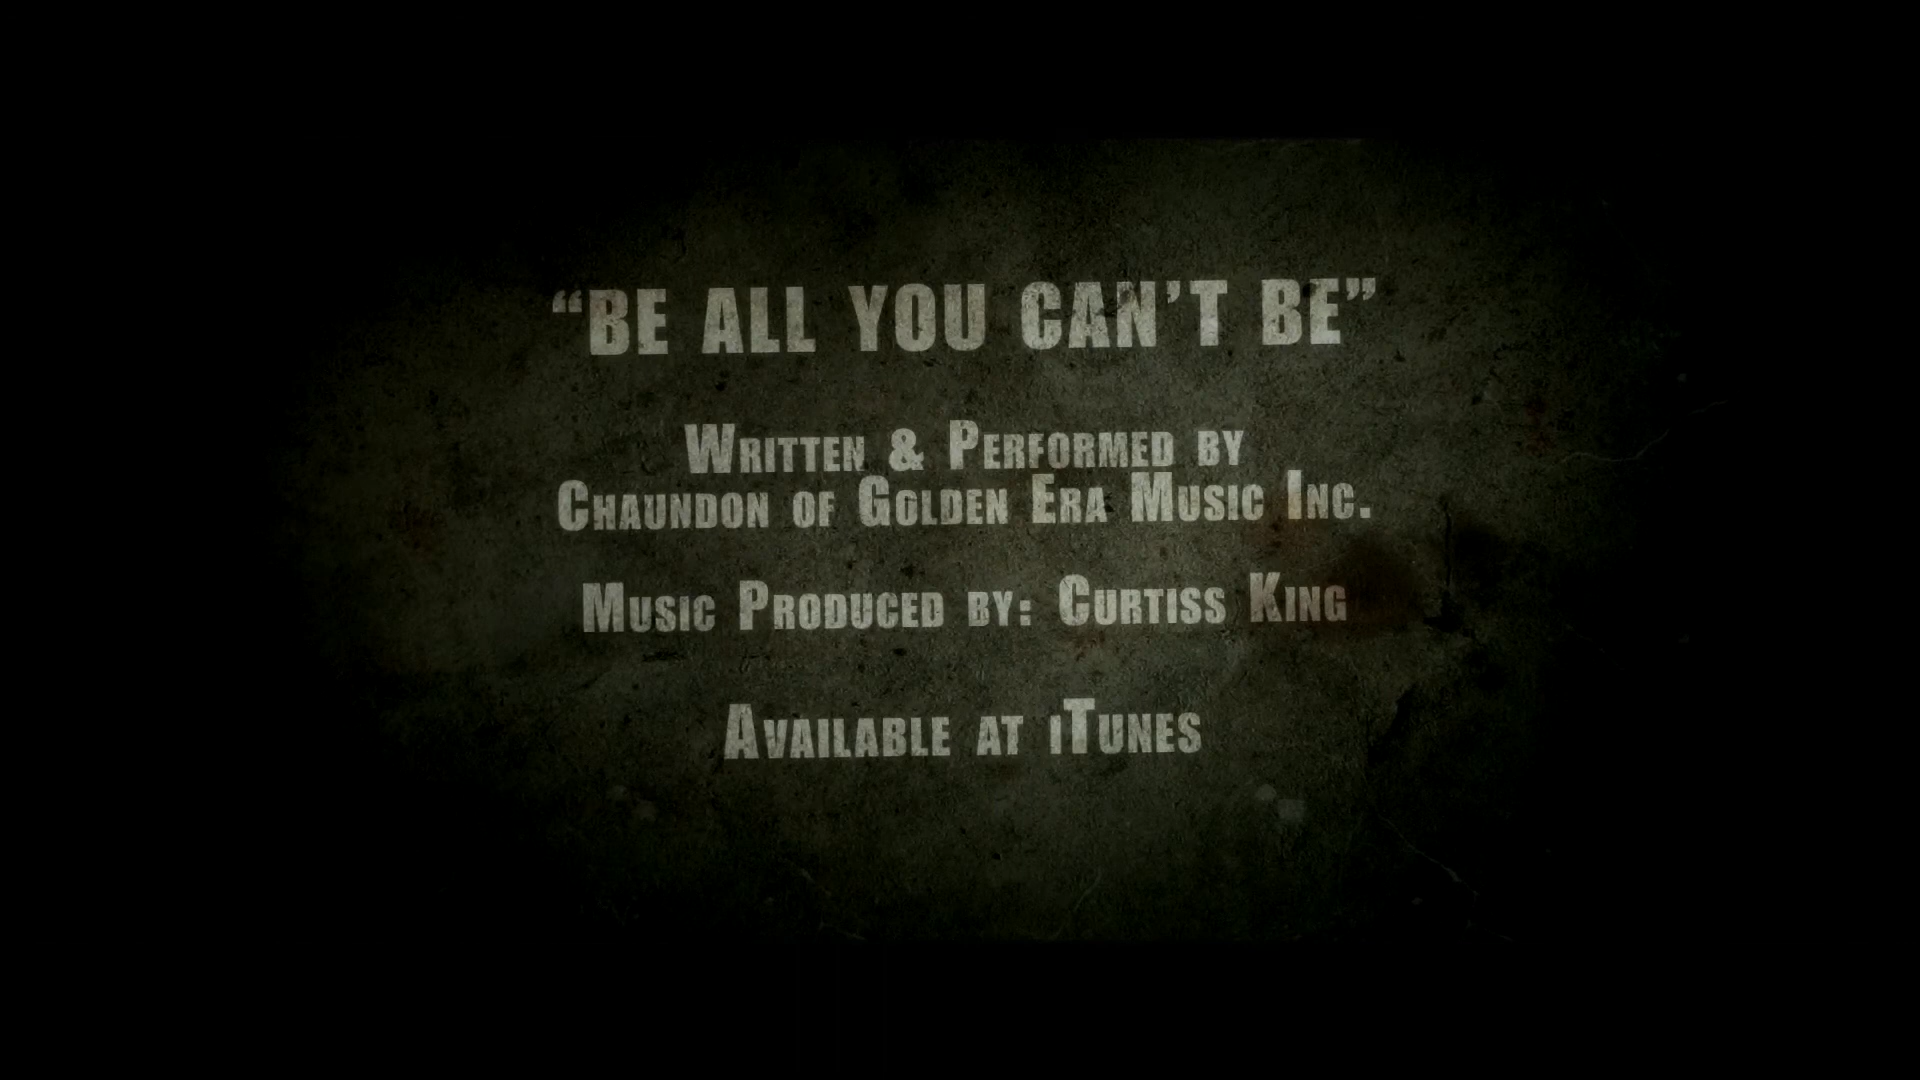 “BE ALL YOU CAN’T BE”
WRITTEN & PERFORMED BY
CHAUNDON OF GOLDEN ERA MUSIC INC.
MUSIC PRODUCED BY: CURTISS KING
AVAILABLE AT iTUNES